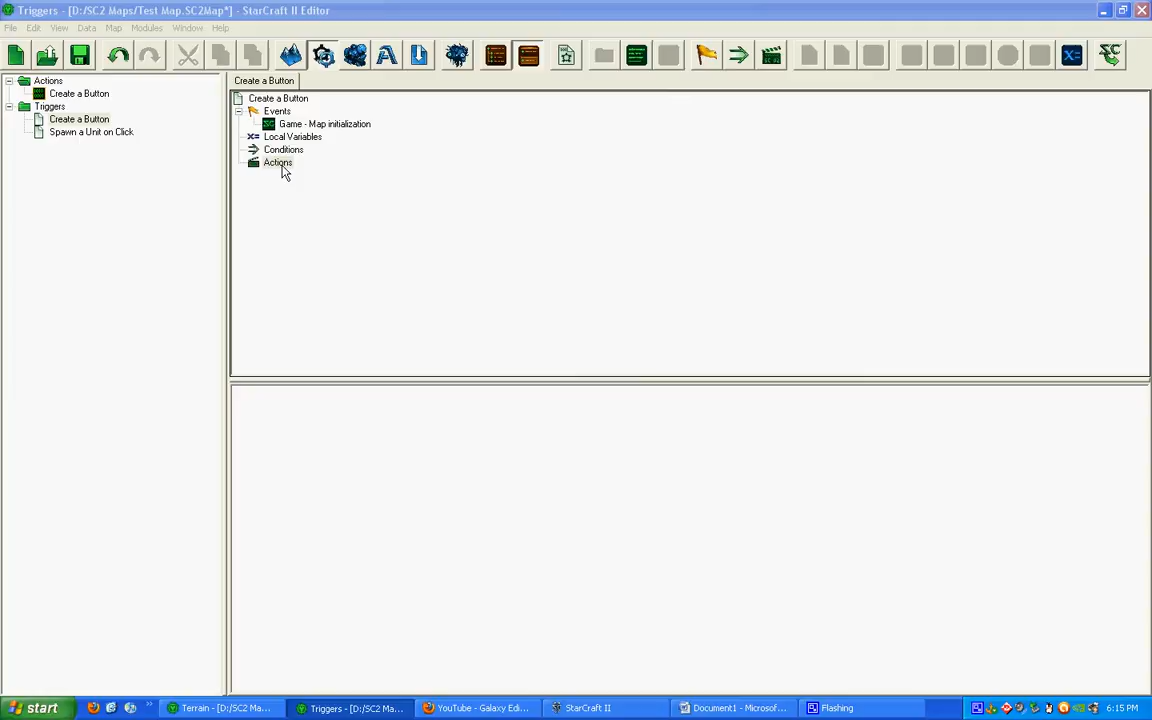 Triggers - [D:/SC2 Maps/Test Map.SC2Map*] - StarCraft II Editor
File Edit View Data Map Modules Window Help
Actions
Create a Button
Triggers
Create a Button
Spawn a Unit on Click
Create a Button
Create a Button
Events
Game - Map initialization
Local Variables
Conditions
Actions
start
Terrain - [D:/SC2 Ma...
Triggers - [D:/SC2 Ma...
YouTube - Galaxy Edi...
StarCraft II
Document1 - Microsof...
Flashing
6:15 PM